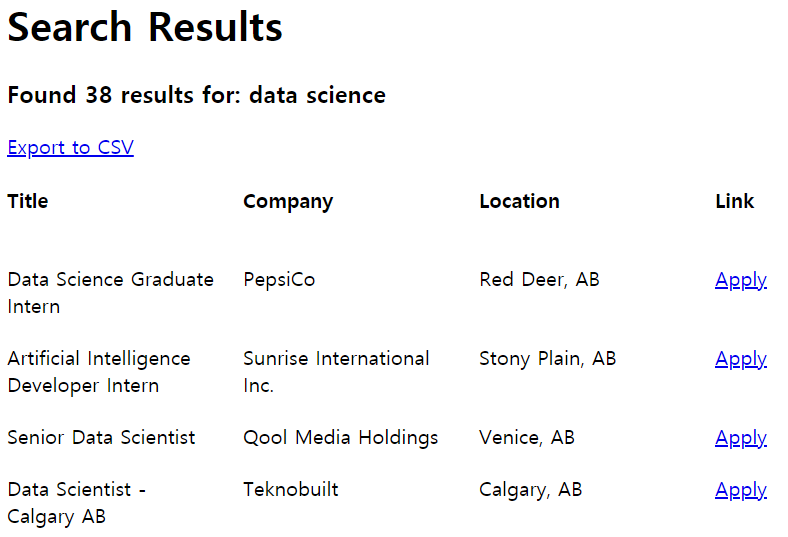 Search Results
Found 38 results for: data science
Export to CSV
Title Company Location Link
Data Science Graduate PepsiCo Red Deer, AB Apply
Intern
Artificial Intelligence Sunrise International Stony Plain, AB Apply
Developer Intern Inc.
Senior Data Scientist Qool Media Holdings Venice, AB Apply
Data Scientist - Teknobuilt Calgary, AB Apply
Calgary AB